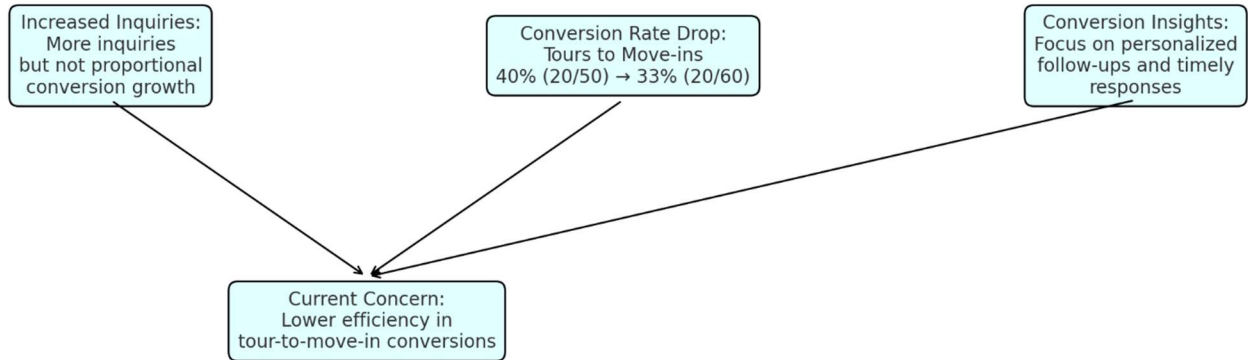 Increased Inquiries:
More inquiries
but not proportional
conversion growth
Conversion Rate Drop:
Tours to Move-ins
40% (20/50) → 33% (20/60)
Conversion Insights:
Focus on personalized
follow-ups and timely
responses
Current Concern:
Lower efficiency in
tour-to-move-in conversions